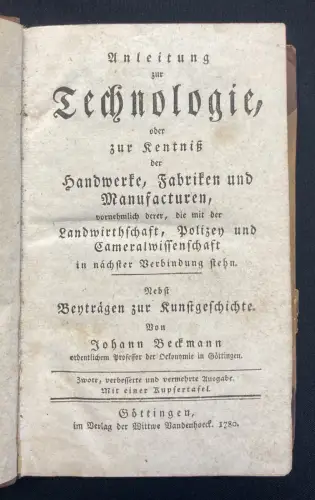 Anleitung
zur
Technologie,
oder
zur Kentniß
der
Handwerke, Fabriken und
Manufacturen,
vornehmlich derer, die mit der
Landwirthschaft, Polizey und
Cameralwissenschaft
in nächster Verbindung stehn.
Nebst
Beyträgen zur Kunstgeschichte.
Von
Johann Beckmann
ordentlichem Professor der Oekonomie in Göttingen.
Zwote, verbesserte und vermehrte Ausgabe.
Mit einer Kupfertafel.
Göttingen,
im Verlag der Wittwe Vandenhoeck. 1780.